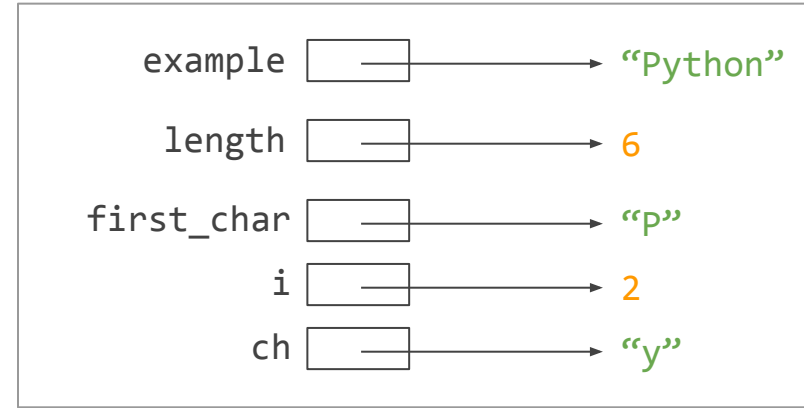 example “Python”
length 6
first_char “P”
i 2
ch “y”